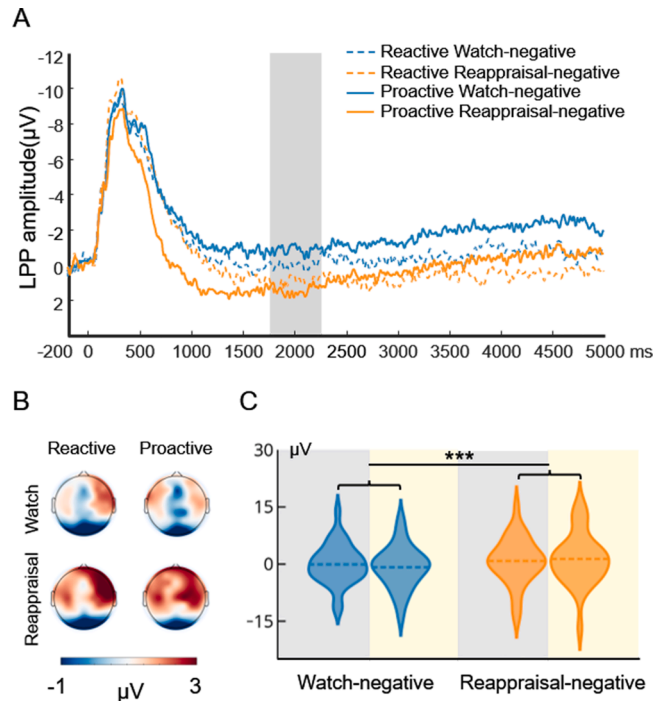 A
-12
-10
-8
-6
-4
-2
0
2
LPP amplitude(µV)
Reactive Watch-negative
Reactive Reappraisal-negative
Proactive Watch-negative
Proactive Reappraisal-negative
-200 0 500 1000 1500 2000 2500 3000 3500 4000 4500 5000 ms
B
Reactive Proactive
Watch
Reappraisal
-1 µV 3
C
30
15
0
-15
µV
***
Watch-negative Reappraisal-negative